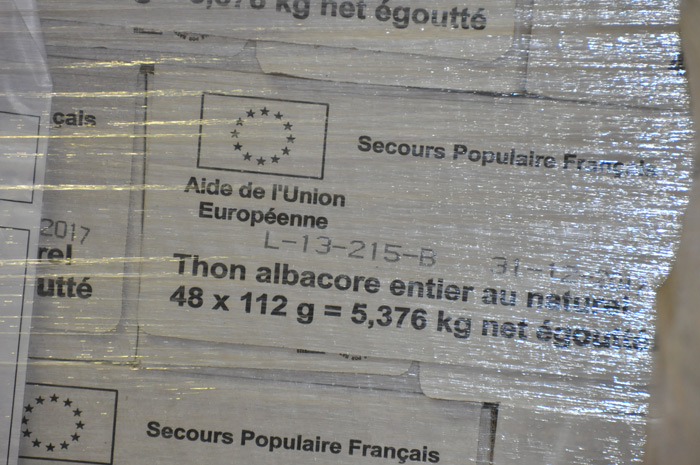 kg net égoutté
çais
Secours Populaire Français
Aide de l'Union
Européenne
2017
L-13-215-B
rel
utté
Thon albacore entier au naturel
48 x 112 g = 5,376 kg net égoutté
Secours Populaire Français